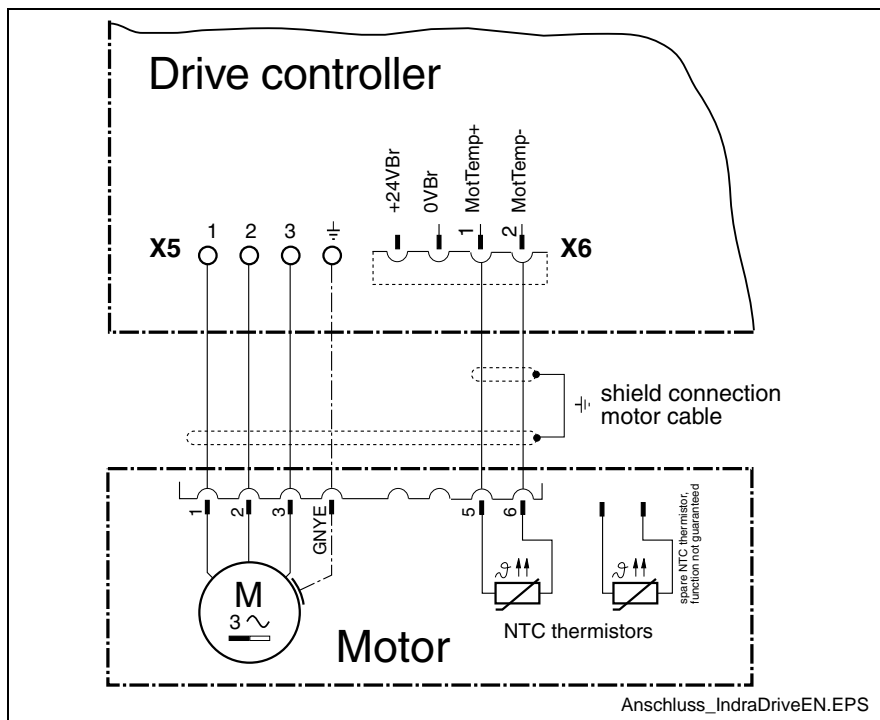 Drive controller
+24VBr
0VBr
MotTemp+
MotTemp-
X5
1
2
3
1
2
X6
shield connection
motor cable
1
2
3
GNYE
5
6
spare NTC thermistor,
function not guaranteed
ϑ
ϑ
M
3 ~
NTC thermistors
Motor
Anschluss_IndraDriveEN.EPS